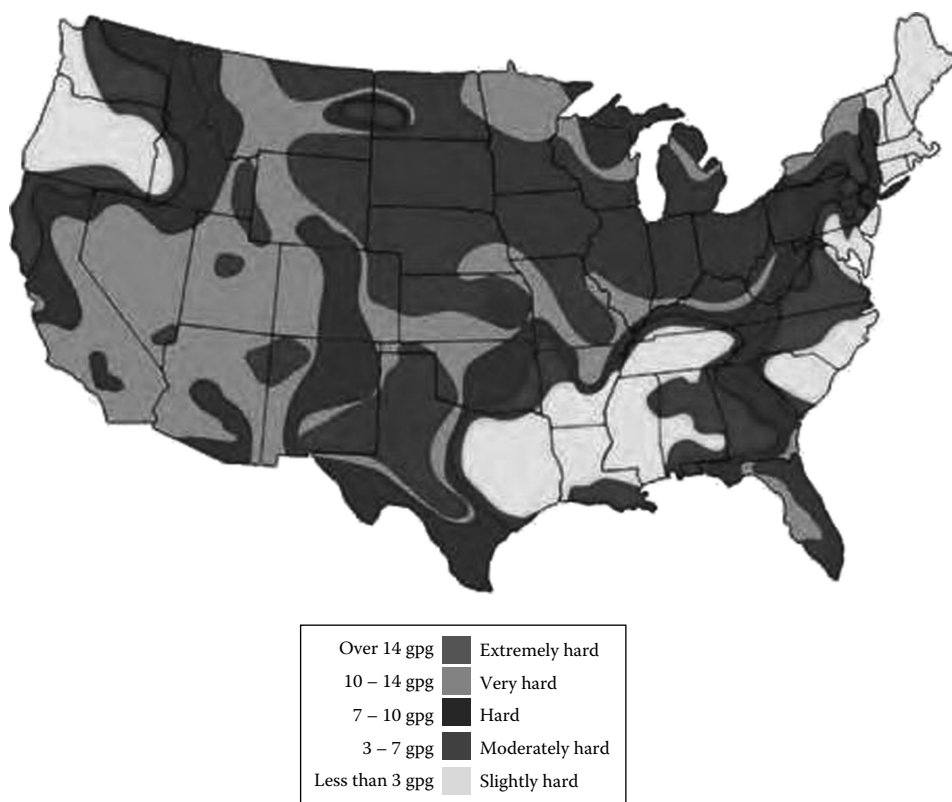 Over 14 gpg Extremely hard
10 – 14 gpg Very hard
7 – 10 gpg Hard
3 – 7 gpg Moderately hard
Less than 3 gpg Slightly hard